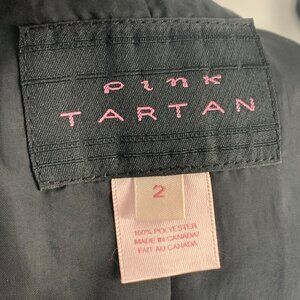 Pink
TARTAN
2
100% POLYESTER
MADE IN CANADA/
FAIT AU CANADA